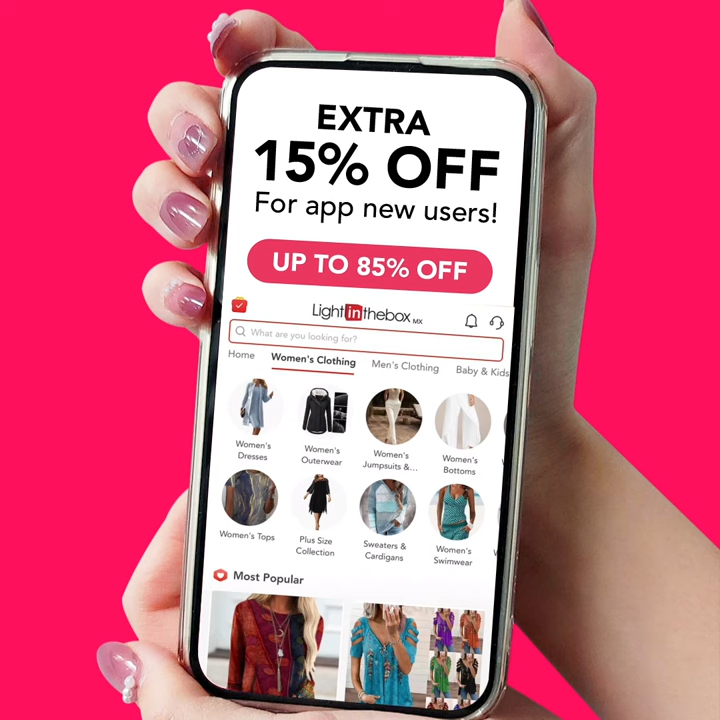 EXTRA
15% OFF
For app new users!
UP TO 85% OFF
Lightinthebox MX
What are you looking for?
Home Women's Clothing Men's Clothing Baby & Kids
Women's Dresses
Women's Outerwear
Women's Jumpsuits &...
Women's Bottoms
Women's Tops
Plus Size Collection
Sweaters & Cardigans
Women's Swimwear
Most Popular